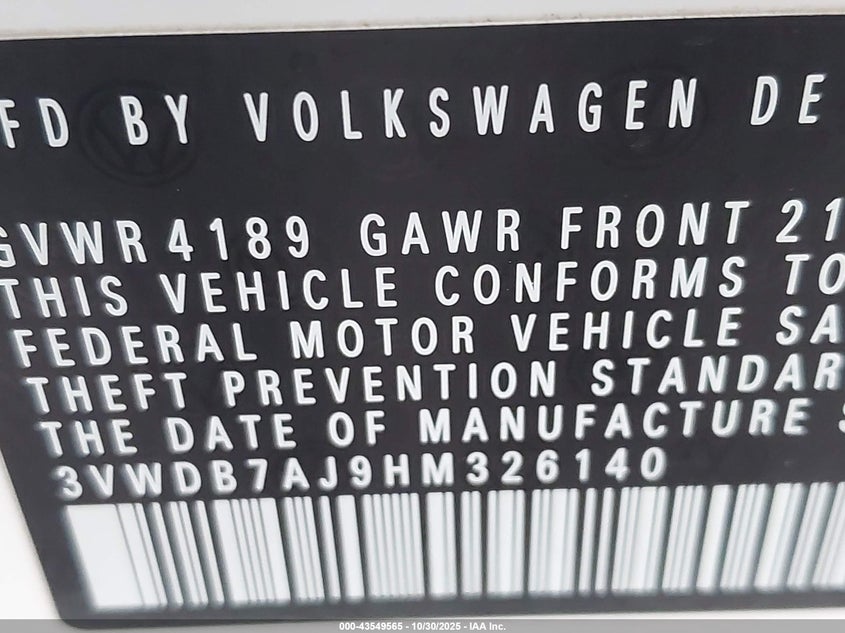 FD BY VOLKSWAGEN DE
GVWR 4189 GAWR FRONT 21
THIS VEHICLE CONFORMS TO
FEDERAL MOTOR VEHICLE SA
THEFT PREVENTION STANDAR
THE DATE OF MANUFACTURE S
3VWDB7AJ9HM326140
000-43549565 - 10/30/2025 - IAA Inc.